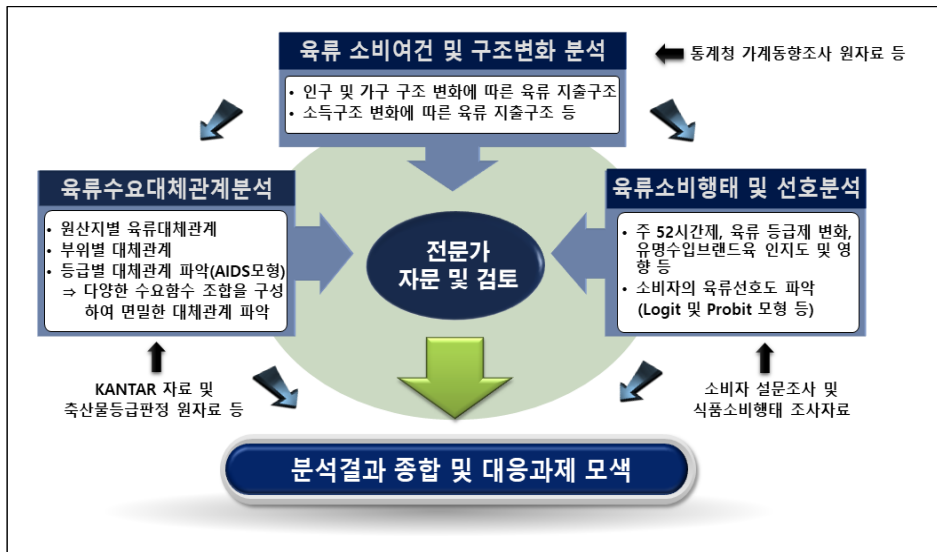 육류 소비여건 및 구조변화 분석
통계청 가계동향조사 원자료 등
• 인구 및 가구 구조 변화에 따른 육류 지출구조
• 소득구조 변화에 따른 육류 지출구조 등
육류수요대체관계분석
• 원산지별 육류대체관계
• 부위별 대체관계
• 등급별 대체관계 파악(AIDS모형)
⇒ 다양한 수요함수 조합을 구성
하여 면밀한 대체관계 파악
전문가
자문 및 검토
육류소비행태 및 선호분석
• 주 52시간제, 육류 등급제 변화,
유명수입브랜드육 인지도 및 영
향 등
• 소비자의 육류선호도 파악
(Logit 및 Probit 모형 등)
KANTAR 자료 및
축산물등급판정 원자료 등
소비자 설문조사 및
식품소비행태 조사자료
분석결과 종합 및 대응과제 모색